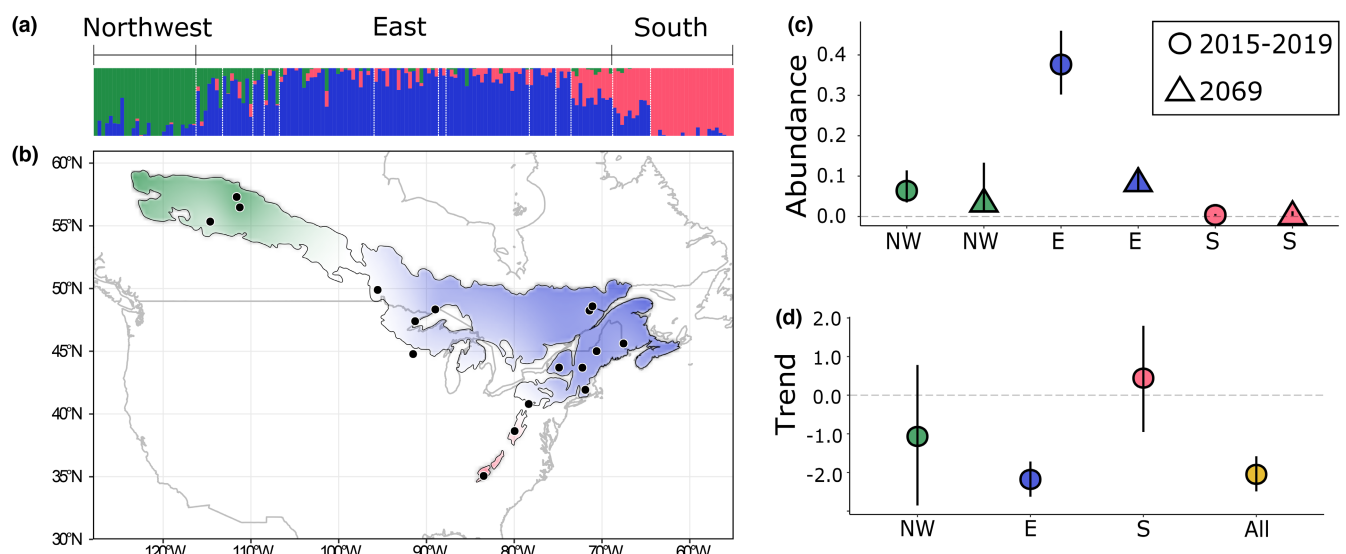 (a)
Northwest East South
(b)
60°N
55°N
50°N
45°N
40°N
35°N
30°N
120°W 110°W 100°W 90°W 80°W 70°W 60°W
(c)
Abundance
0.4
0.3
0.2
0.1
0.0
NW NW E E S S
2015-2019
2069
(d)
Trend
2.0
1.0
0.0
-1.0
-2.0
NW E S All